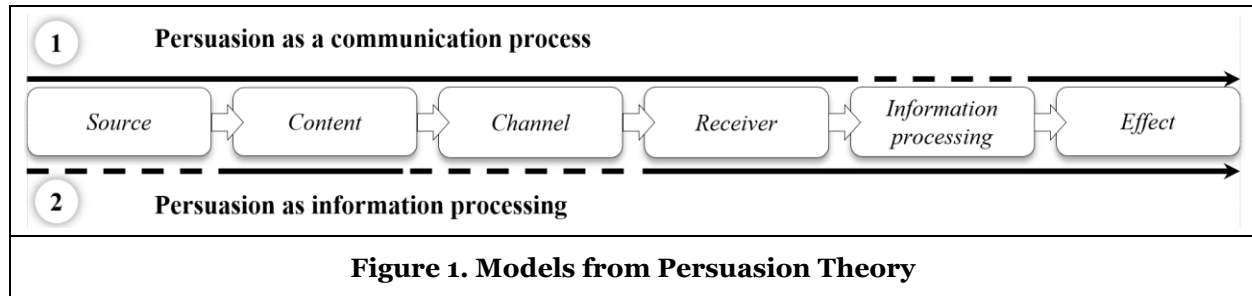 1 Persuasion as a communication process
Source Content Channel Receiver Information processing Effect
2 Persuasion as information processing
Figure 1. Models from Persuasion Theory